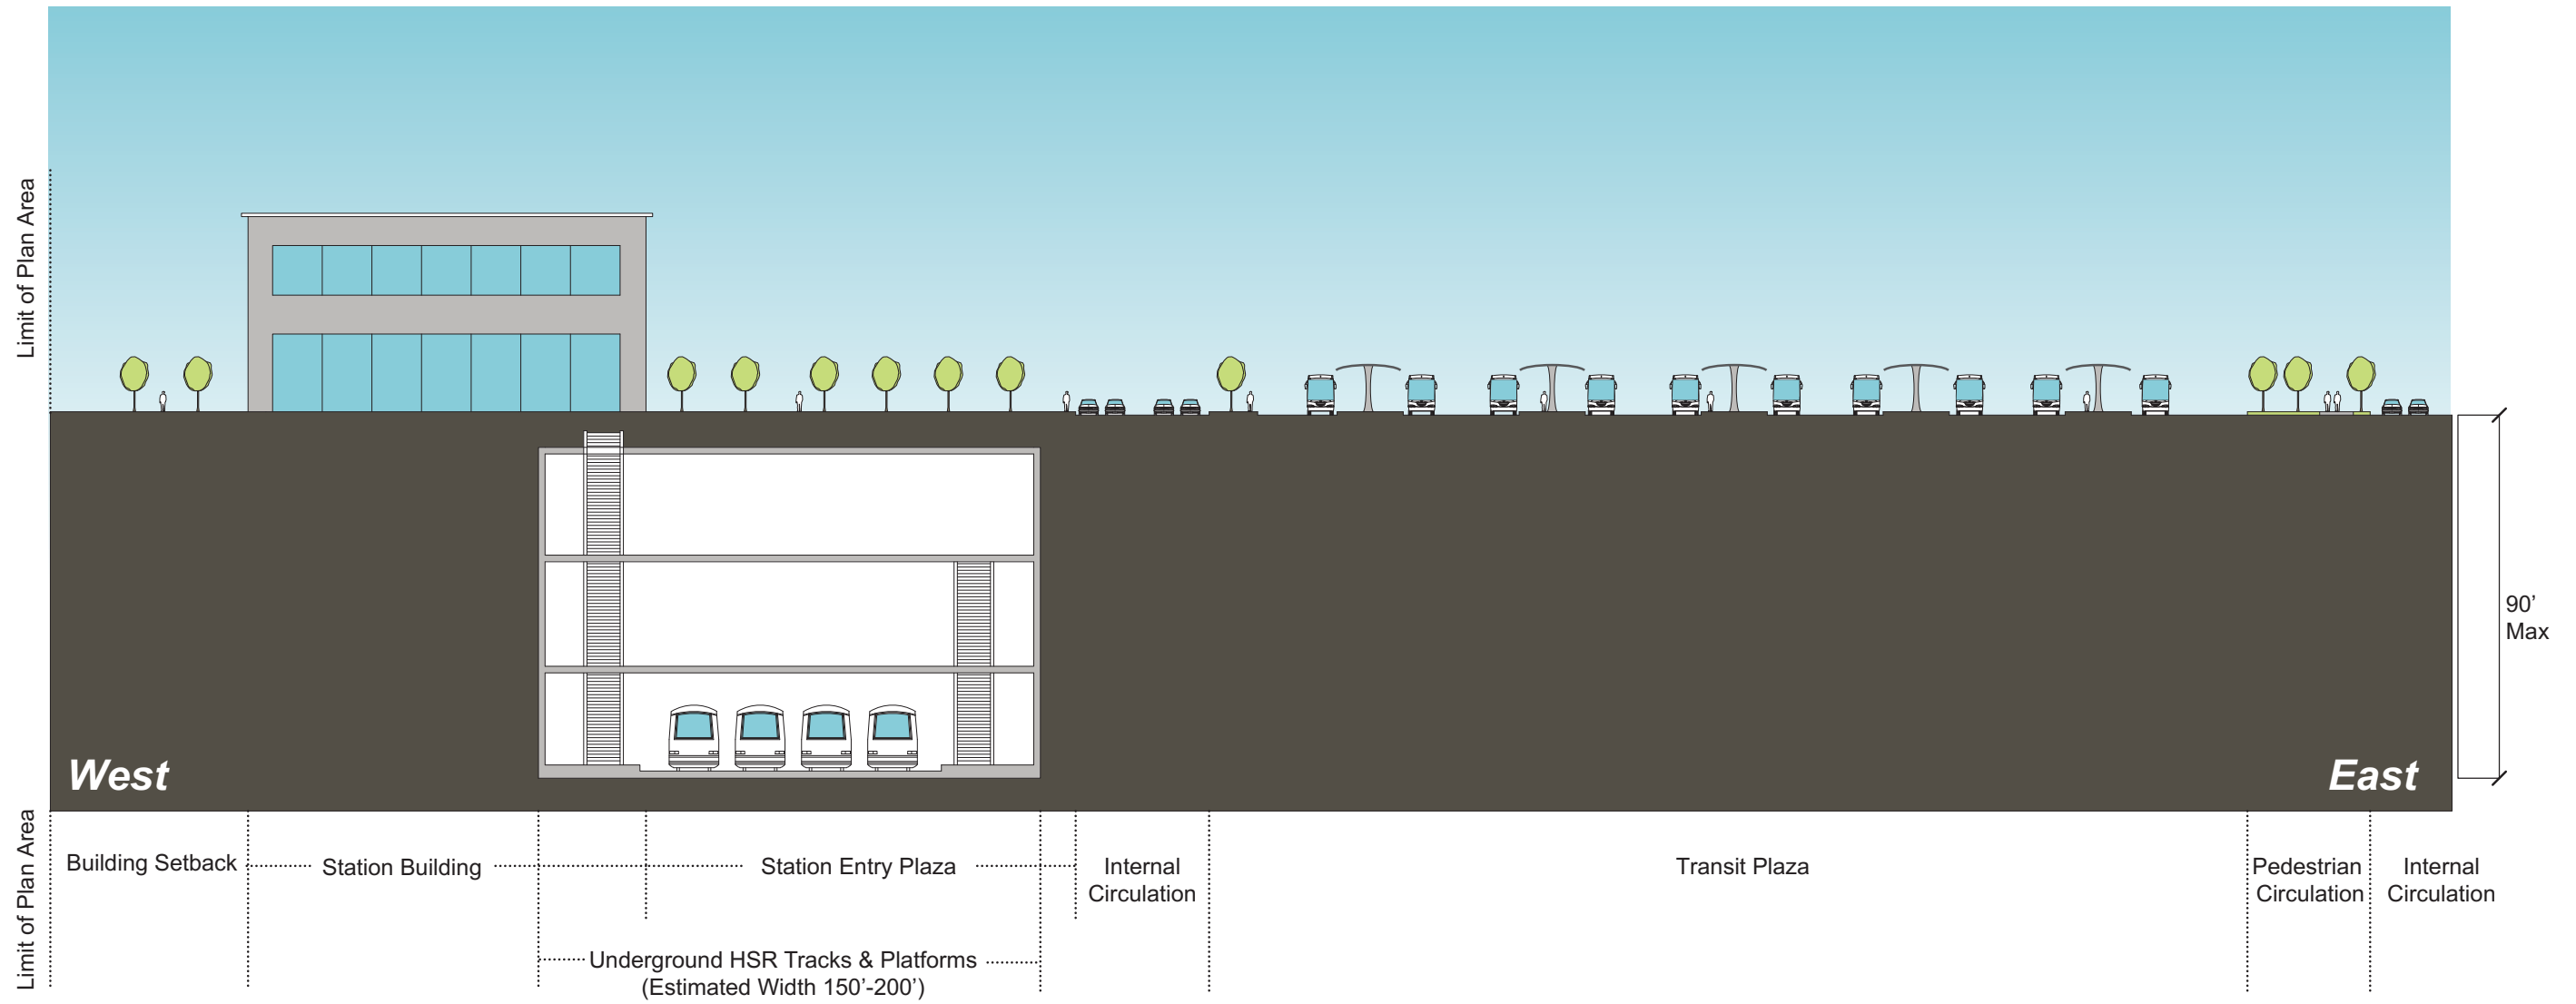 Limit of Plan Area
90’
Max
West
East
Limit of Plan Area
Building Setback
Station Building
Station Entry Plaza
Internal
Circulation
Transit Plaza
Pedestrian
Circulation
Internal
Circulation
Underground HSR Tracks & Platforms
(Estimated Width 150’-200’)